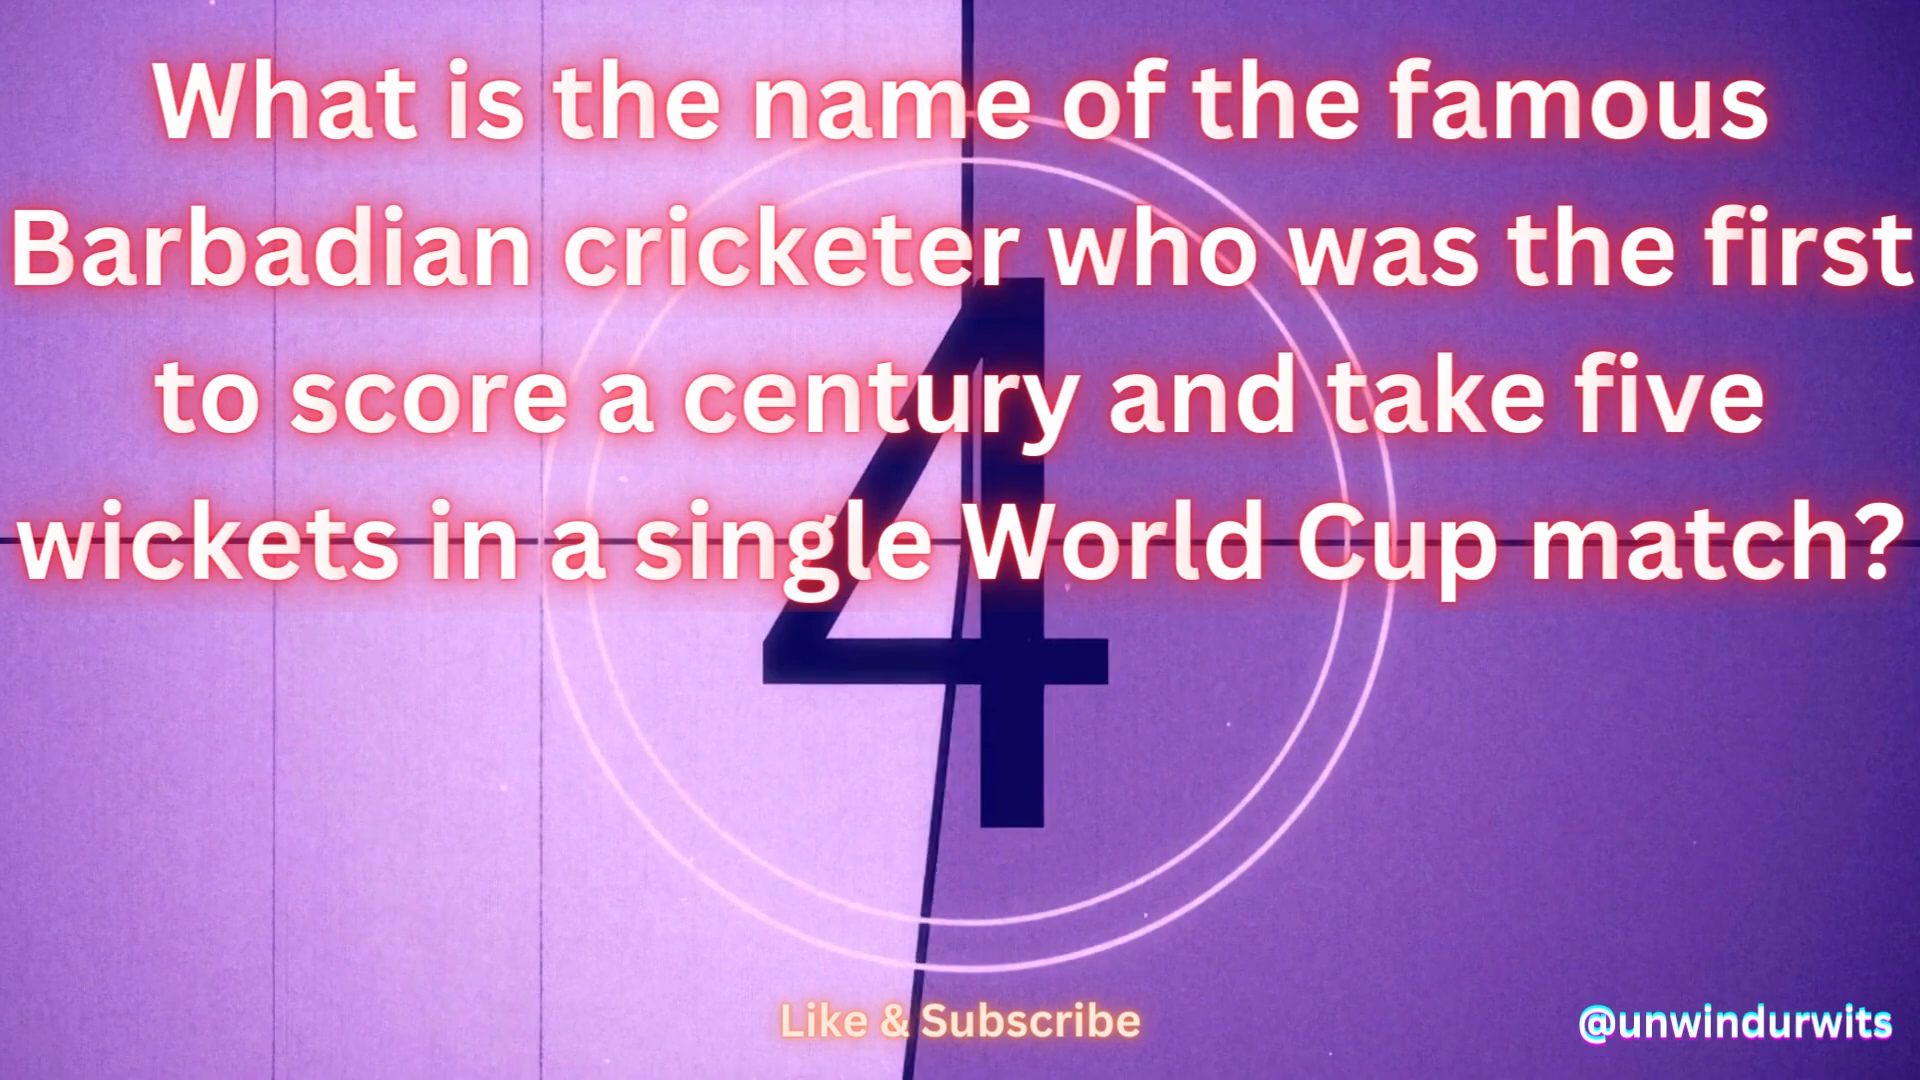 What is the name of the famous
Barbadian cricketer who was the first
to score a century and take five
wickets in a single World Cup match?
4
Like & Subscribe
@unwindurwits